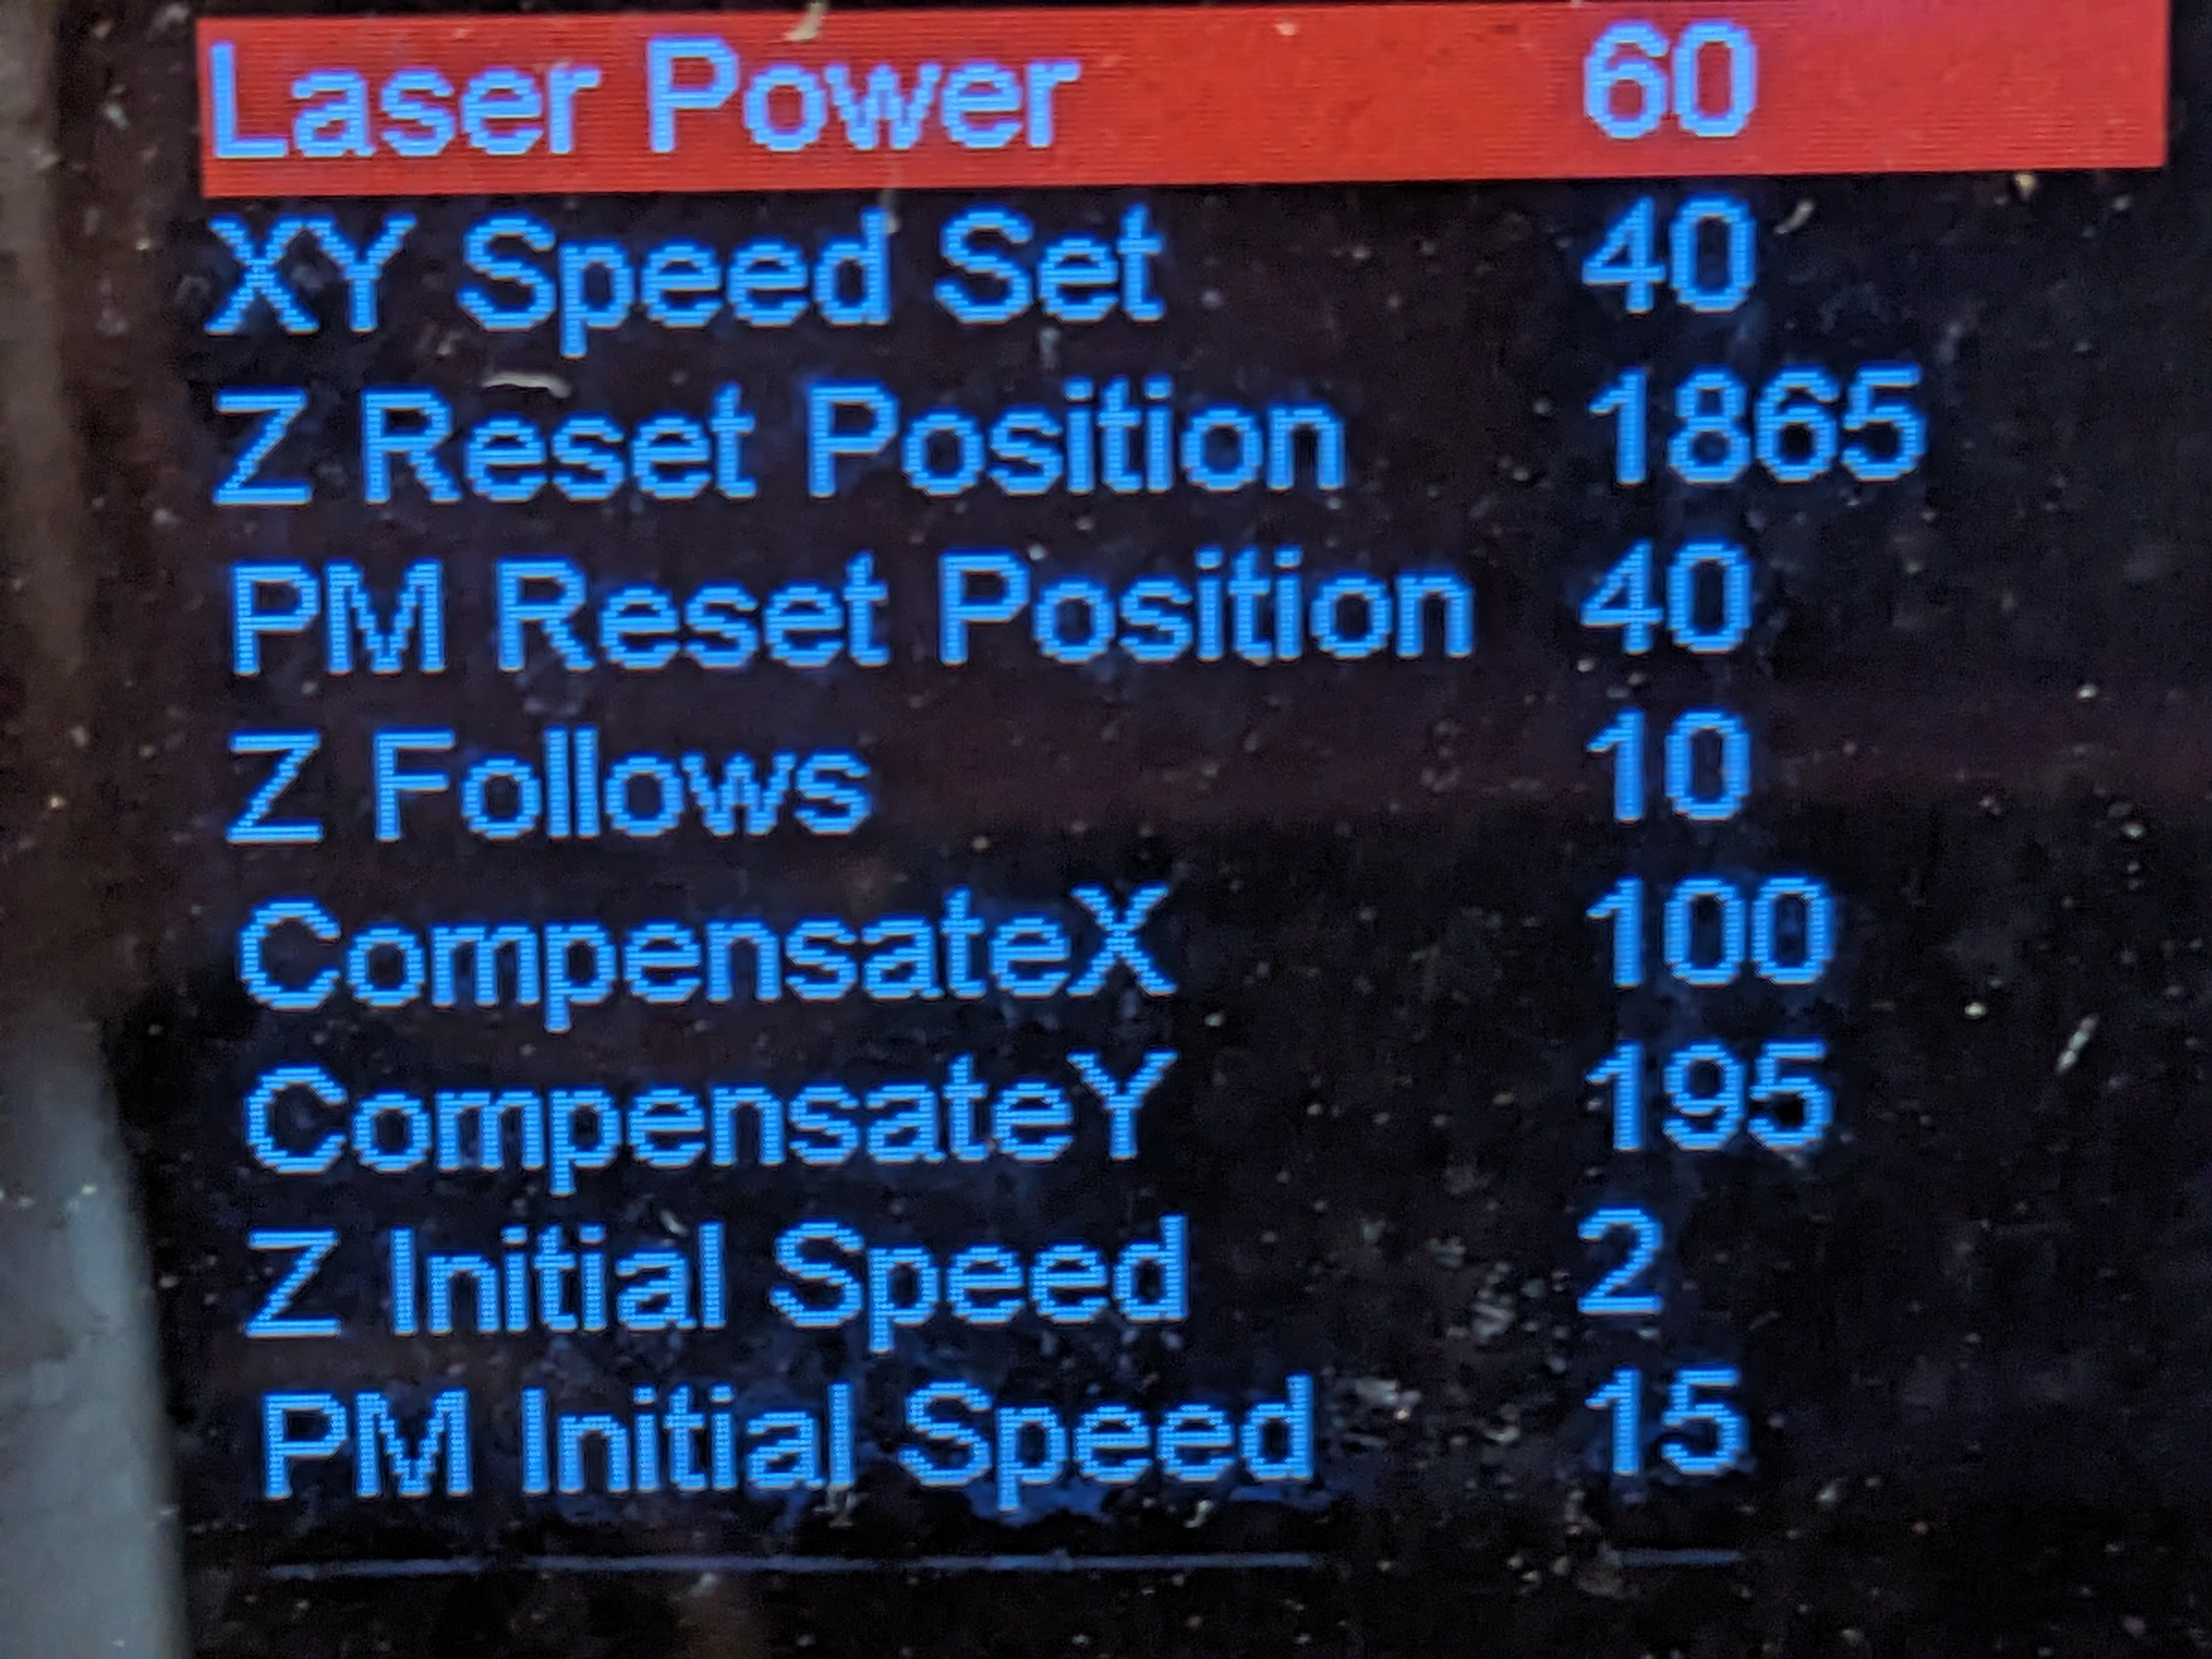 Laser Power 60
XY Speed Set 40
Z Reset Position 1865
PM Reset Position 40
Z Follows 10
CompensateX 100
CompensateY 195
Z Initial Speed 2
PM Initial Speed 15